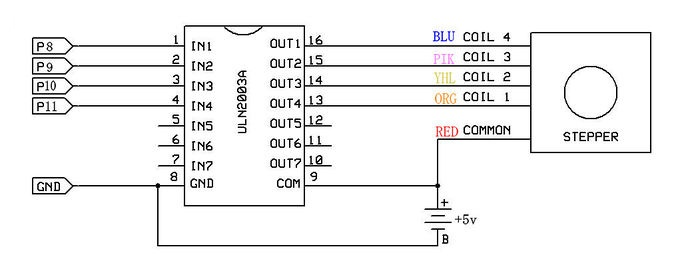 P8 1 IN1 OUT1 16 BLU COIL 4
P9 2 IN2 OUT2 15 PIK COIL 3
P10 3 IN3 OUT3 14 YHL COIL 2
P11 4 IN4 OUT4 13 ORG COIL 1
5 IN5 OUT5 12 RED COMMON
6 IN6 OUT6 11
7 IN7 OUT7 10
GND 8 GND COM 9
ULN2003A
STEPPER
+
+5v
B